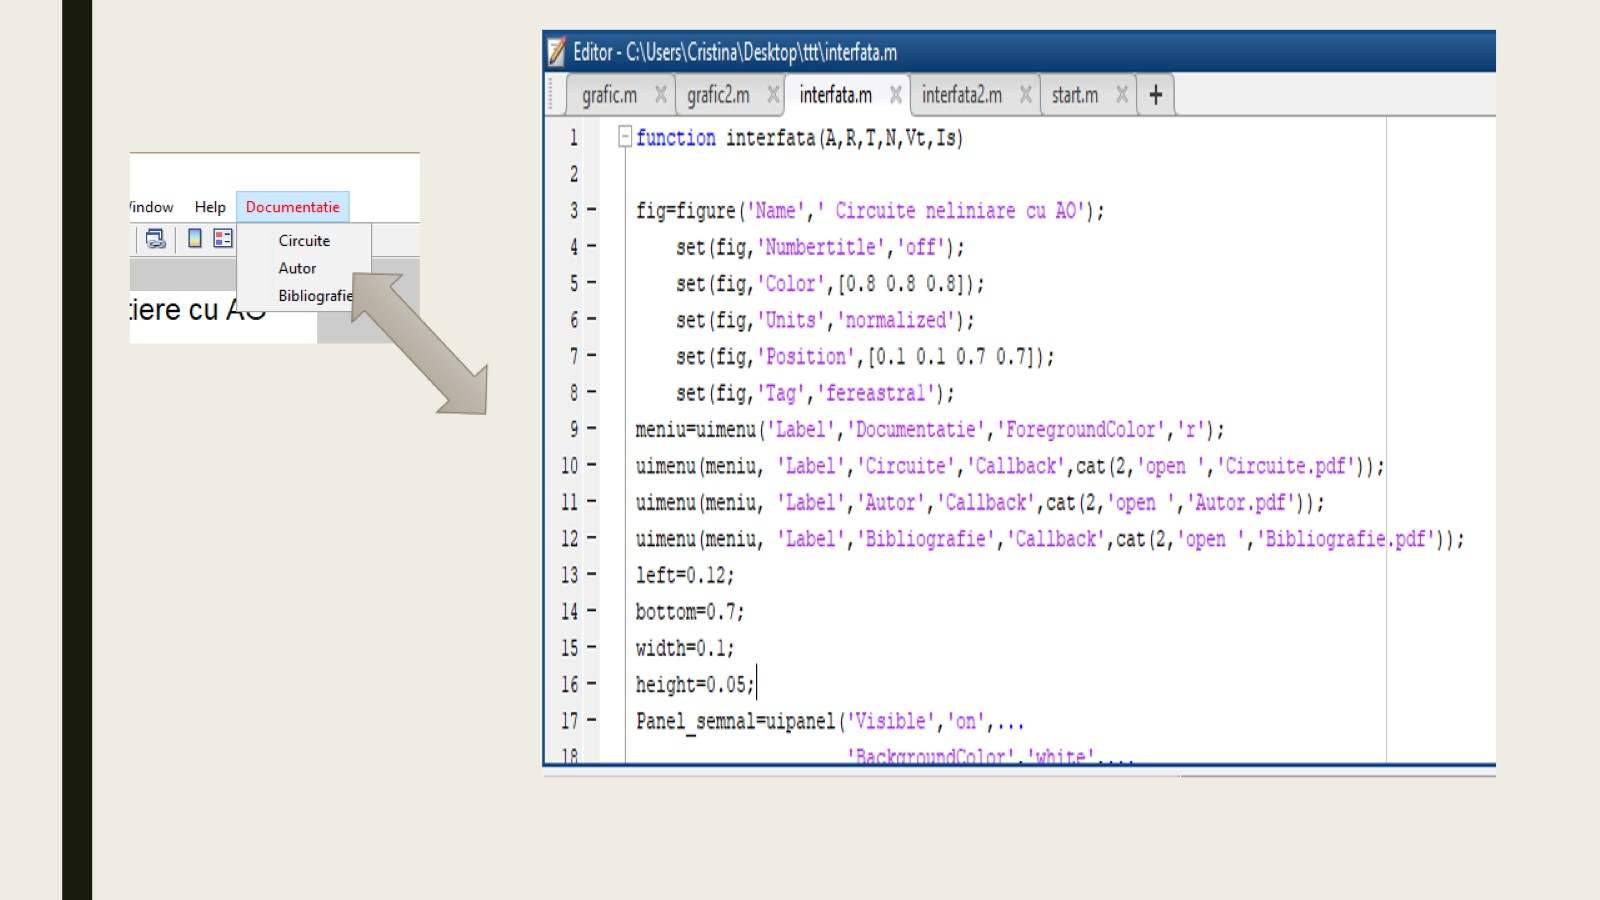 Window Help Documentatie
Circuite
Autor
Bibliografie
tiere cu AO
Editor - C:\Users\Cristina\Desktop\ttt\interfata.m
grafic.m grafic2.m interfata.m interfata2.m start.m +
1 function interfata(A,R,T,N,Vt,Is)
2
3 fig=figure('Name',' Circuite neliniare cu AO');
4 set(fig,'Numbertitle','off');
5 set(fig,'Color',[0.8 0.8 0.8]);
6 set(fig,'Units','normalized');
7 set(fig,'Position',[0.1 0.1 0.7 0.7]);
8 set(fig,'Tag','fereastra1');
9 meniu=uimenu('Label','Documentatie','ForegroundColor','r');
10 uimenu(meniu, 'Label','Circuite','Callback',cat(2,'open ','Circuite.pdf'));
11 uimenu(meniu, 'Label','Autor','Callback',cat(2,'open ','Autor.pdf'));
12 uimenu(meniu, 'Label','Bibliografie','Callback',cat(2,'open ','Bibliografie.pdf'));
13 left=0.12;
14 bottom=0.7;
15 width=0.1;
16 height=0.05;
17 Panel_semnal=uipanel('Visible','on',...
18 'BackgroundColor','white',...